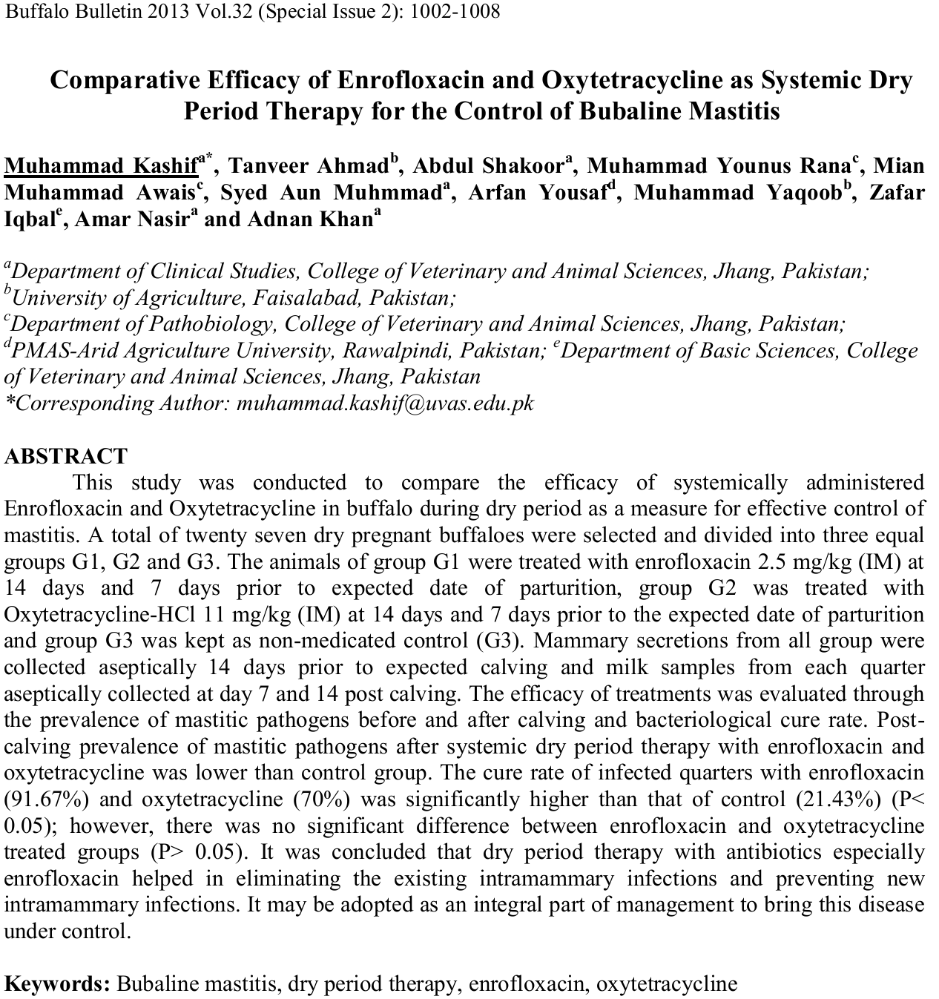 Buffalo Bulletin 2013 Vol.32 (Special Issue 2): 1002-1008
Comparative Efficacy of Enrofloxacin and Oxytetracycline as Systemic Dry
Period Therapy for the Control of Bubaline Mastitis
Muhammad Kashifa*, Tanveer Ahmadb, Abdul Shakoora, Muhammad Younus Ranac, Mian
Muhammad Awaisc, Syed Aun Muhmmada, Arfan Yousafd, Muhammad Yaqoobb, Zafar
Iqbale, Amar Nasira and Adnan Khana
aDepartment of Clinical Studies, College of Veterinary and Animal Sciences, Jhang, Pakistan;
bUniversity of Agriculture, Faisalabad, Pakistan;
cDepartment of Pathobiology, College of Veterinary and Animal Sciences, Jhang, Pakistan;
dPMAS-Arid Agriculture University, Rawalpindi, Pakistan; eDepartment of Basic Sciences, College
of Veterinary and Animal Sciences, Jhang, Pakistan
*Corresponding Author: muhammad.kashif@uvas.edu.pk
ABSTRACT
This study was conducted to compare the efficacy of systemically administered
Enrofloxacin and Oxytetracycline in buffalo during dry period as a measure for effective control of
mastitis. A total of twenty seven dry pregnant buffaloes were selected and divided into three equal
groups G1, G2 and G3. The animals of group G1 were treated with enrofloxacin 2.5 mg/kg (IM) at
14 days and 7 days prior to expected date of parturition, group G2 was treated with
Oxytetracycline-HCl 11 mg/kg (IM) at 14 days and 7 days prior to the expected date of parturition
and group G3 was kept as non-medicated control (G3). Mammary secretions from all group were
collected aseptically 14 days prior to expected calving and milk samples from each quarter
aseptically collected at day 7 and 14 post calving. The efficacy of treatments was evaluated through
the prevalence of mastitic pathogens before and after calving and bacteriological cure rate. Post-
calving prevalence of mastitic pathogens after systemic dry period therapy with enrofloxacin and
oxytetracycline was lower than control group. The cure rate of infected quarters with enrofloxacin
(91.67%) and oxytetracycline (70%) was significantly higher than that of control (21.43%) (P<
0.05); however, there was no significant difference between enrofloxacin and oxytetracycline
treated groups (P> 0.05). It was concluded that dry period therapy with antibiotics especially
enrofloxacin helped in eliminating the existing intramammary infections and preventing new
intramammary infections. It may be adopted as an integral part of management to bring this disease
under control.
Keywords: Bubaline mastitis, dry period therapy, enrofloxacin, oxytetracycline